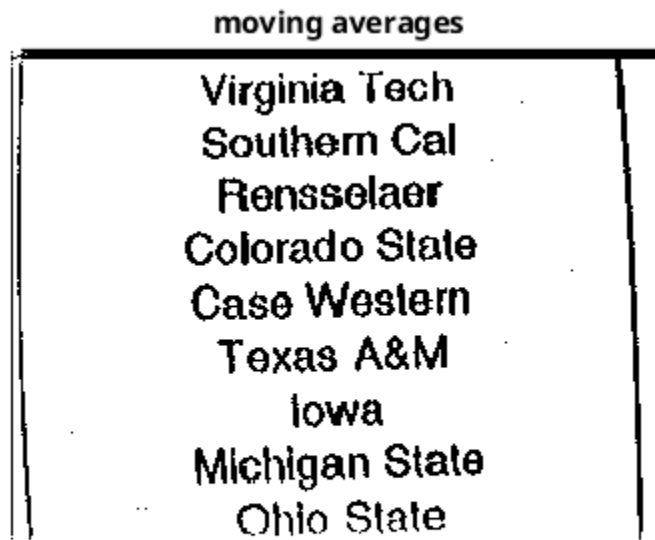 moving averages
Virginia Tech
Southern Cal
Rensselaer
Colorado State
Case Western
Texas A&M
Iowa
Michigan State
Ohio State